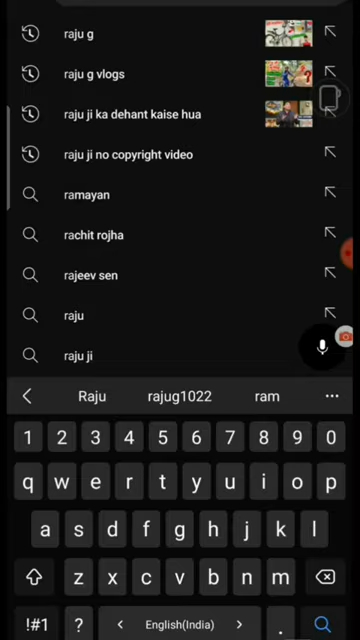 raju g
raju g vlogs
raju ji ka dehant kaise hua
raju ji no copyright video
ramayan
rachit rojha
rajeev sen
raju
raju ji
Raju rajug1022 ram ...
1 2 3 4 5 6 7 8 9 0
q w e r t y u i o p
a s d f g h j k l
z x c v b n m
!#1 ? < English(India) > .